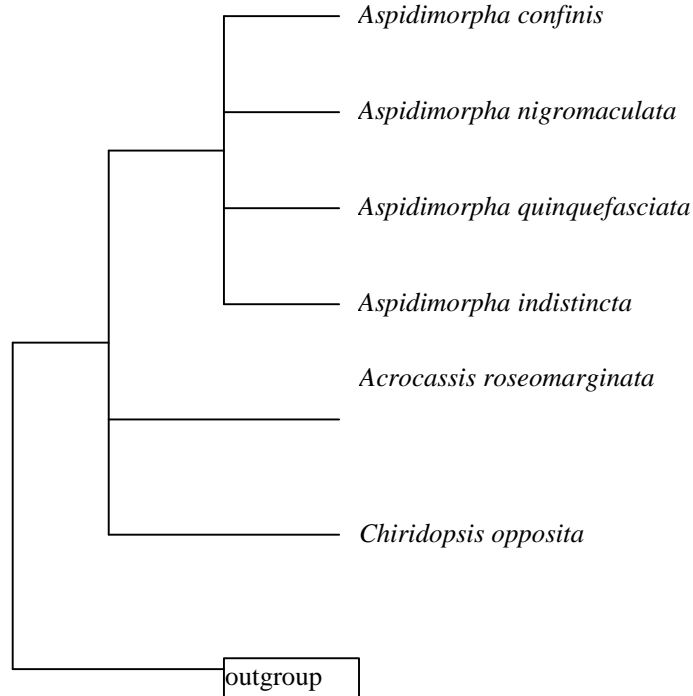 Aspidimorpha confinis
Aspidimorpha nigromaculata
Aspidimorpha quinquefasciata
Aspidimorpha indistincta
Acrocassis roseomarginata
Chiridopsis opposita
outgroup